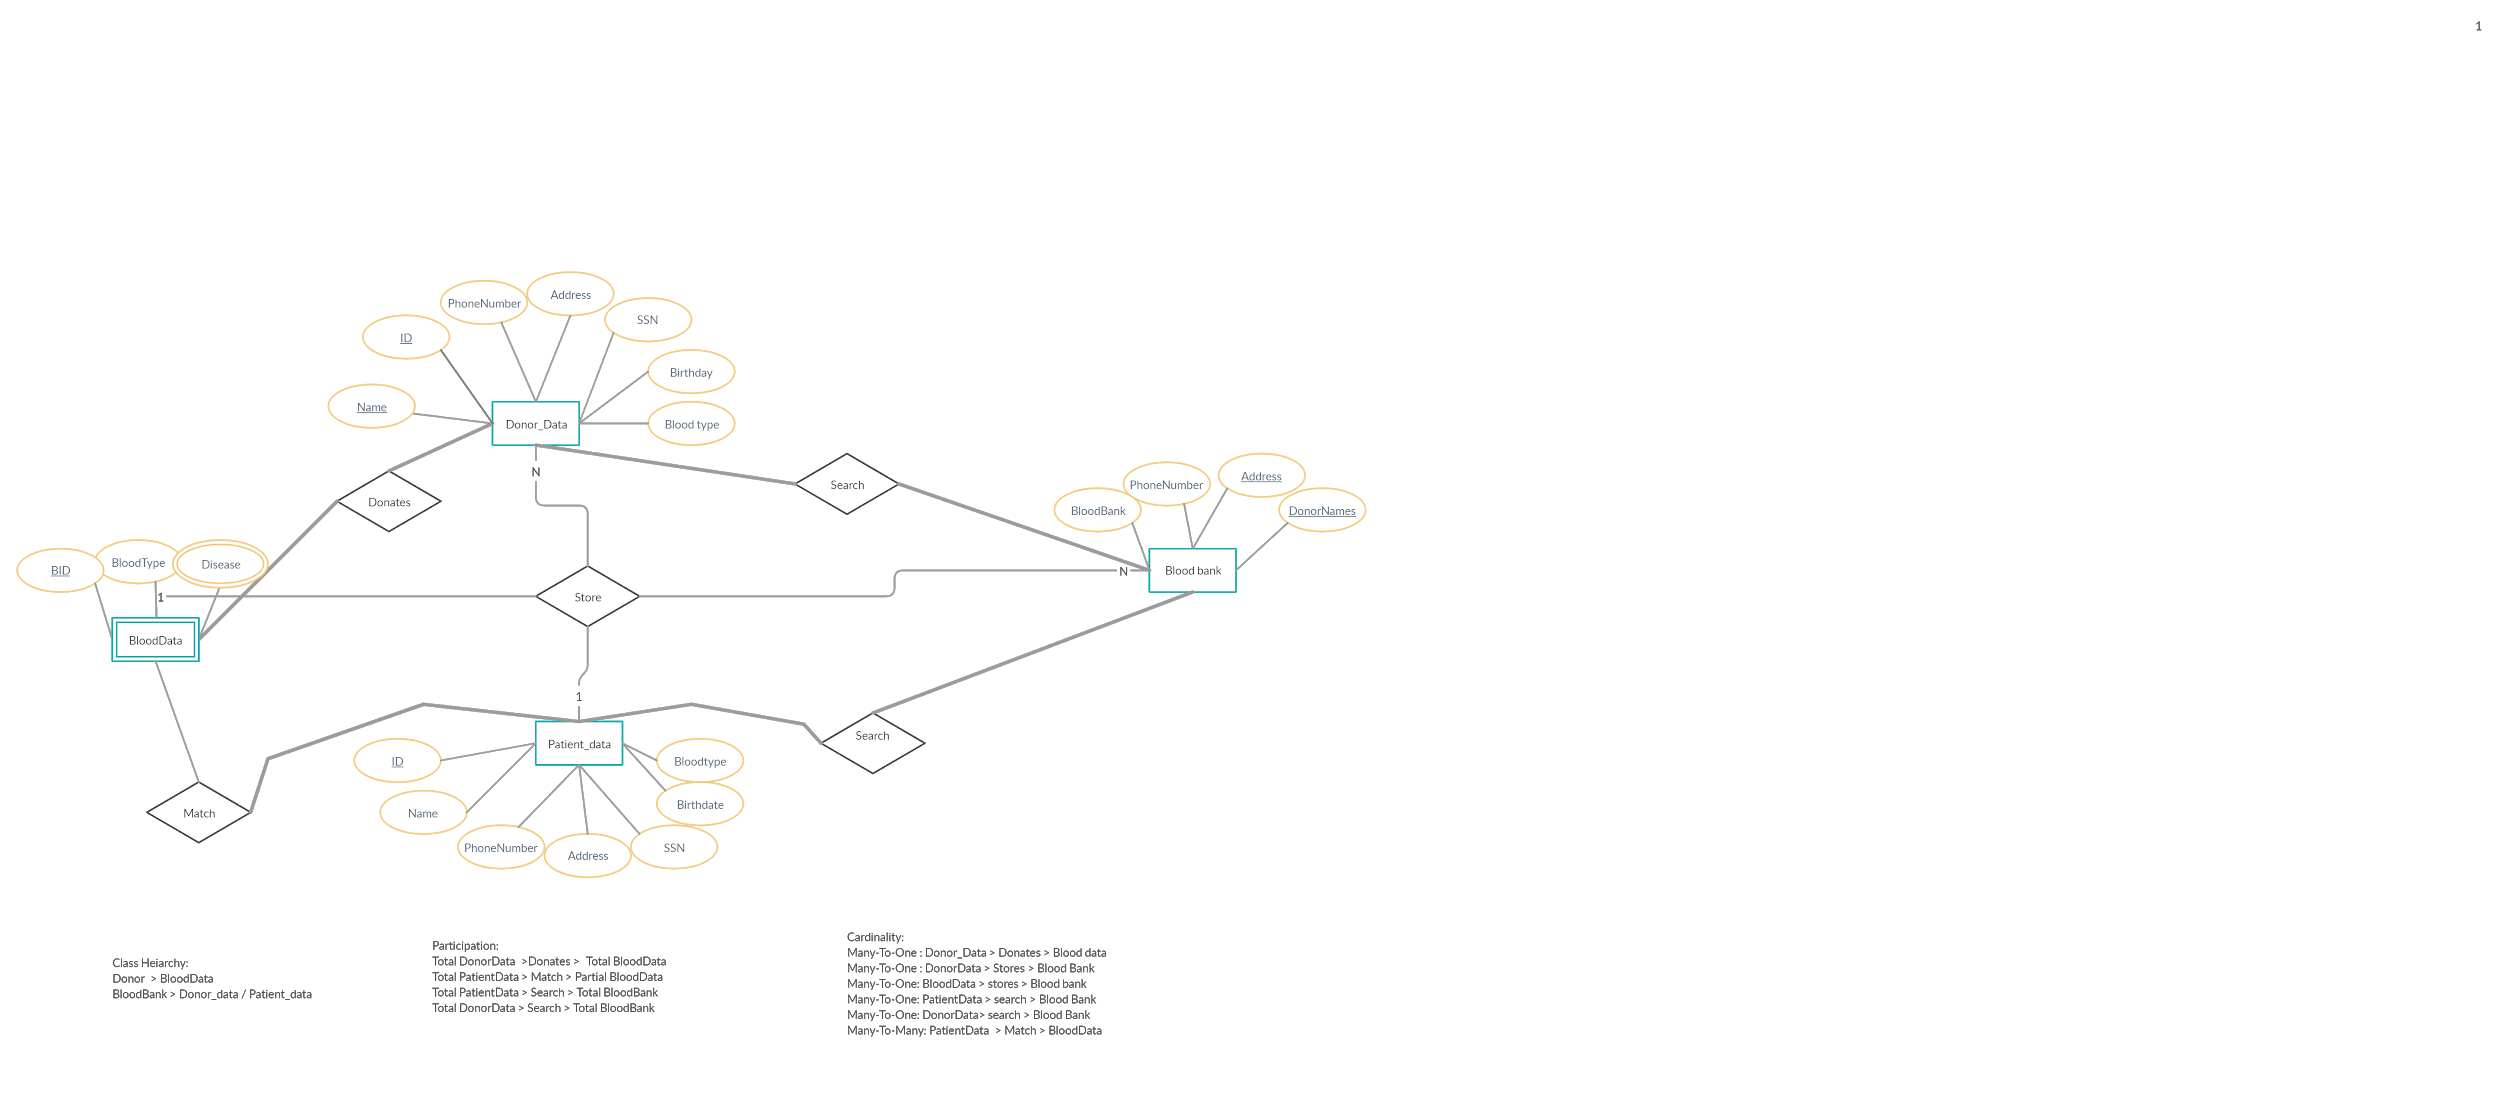 1
Address
PhoneNumber
SSN
ID
Birthday
Name
Donor_Data
Blood type
N
Search
Donates
Address
PhoneNumber
BloodBank
DonorNames
BloodType
Disease
BID
N
Blood bank
1
Store
BloodData
1
Patient_data
Search
ID
Bloodtype
Birthdate
Name
Match
PhoneNumber
Address
SSN
Class Heiarchy:
Donor > BloodData
BloodBank > Donor_data / Patient_data
Participation:
Total DonorData >Donates > Total BloodData
Total PatientData > Match > Partial BloodData
Total PatientData > Search > Total BloodBank
Total DonorData > Search > Total BloodBank
Cardinality:
Many-To-One : Donor_Data > Donates > Blood data
Many-To-One : DonorData > Stores > Blood Bank
Many-To-One: BloodData > stores > Blood bank
Many-To-One: PatientData > search > Blood Bank
Many-To-One: DonorData> search > Blood Bank
Many-To-Many: PatientData > Match > BloodData